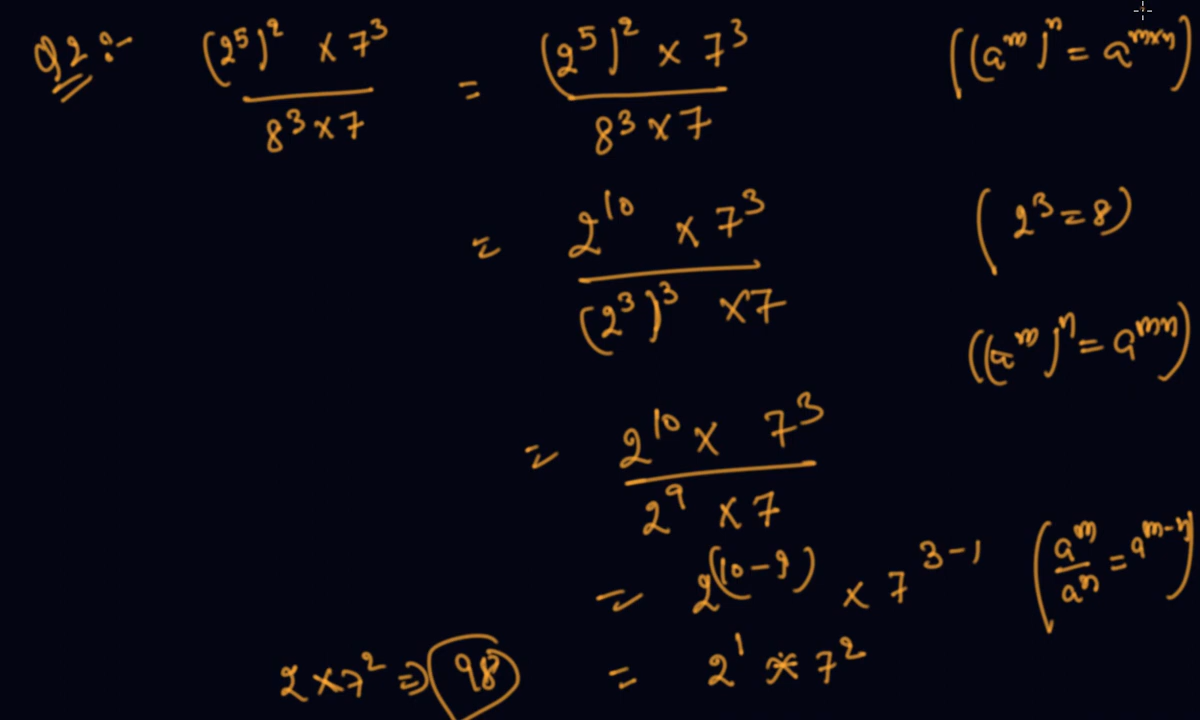 Q2:- (2^5)^2 × 7^3 / 8^3 × 7 = (2^5)^2 × 7^3 / 8^3 × 7 ((a^m)^n = a^{m×n})
= 2^10 × 7^3 / (2^3)^3 × 7 (2^3 = 8)
((a^m)^n = a^{mn})
= 2^10 × 7^3 / 2^9 × 7
= 2^(10-9) × 7^{3-1} (a^m / a^n = a^{m-n})
= 2^1 * 7^2
2 × 7^2 ⇒ 98